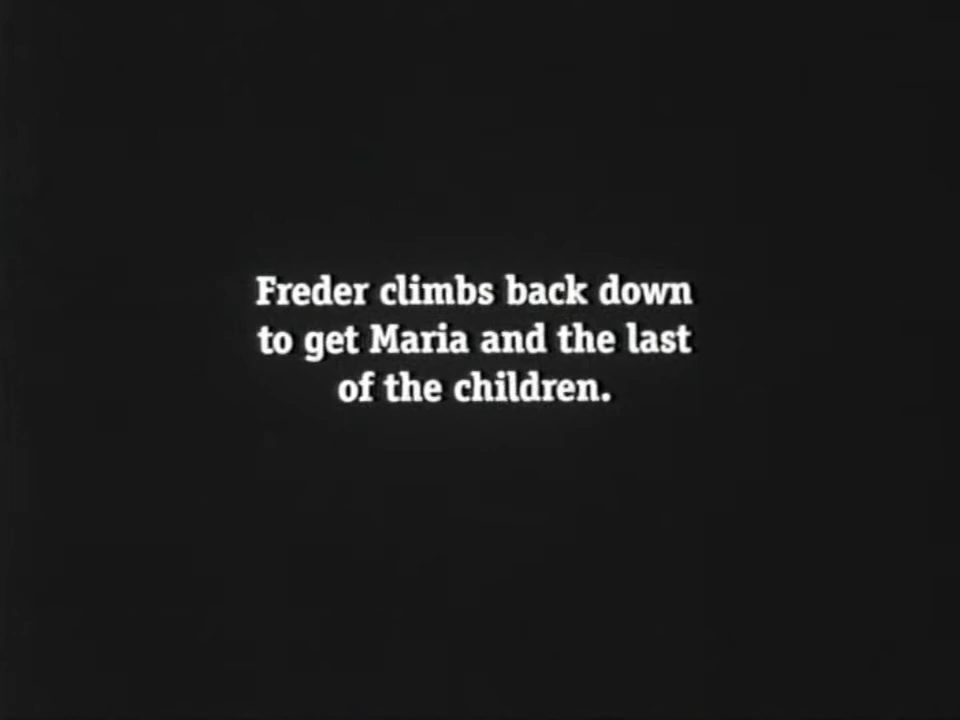 Freder climbs back down
to get Maria and the last
of the children.